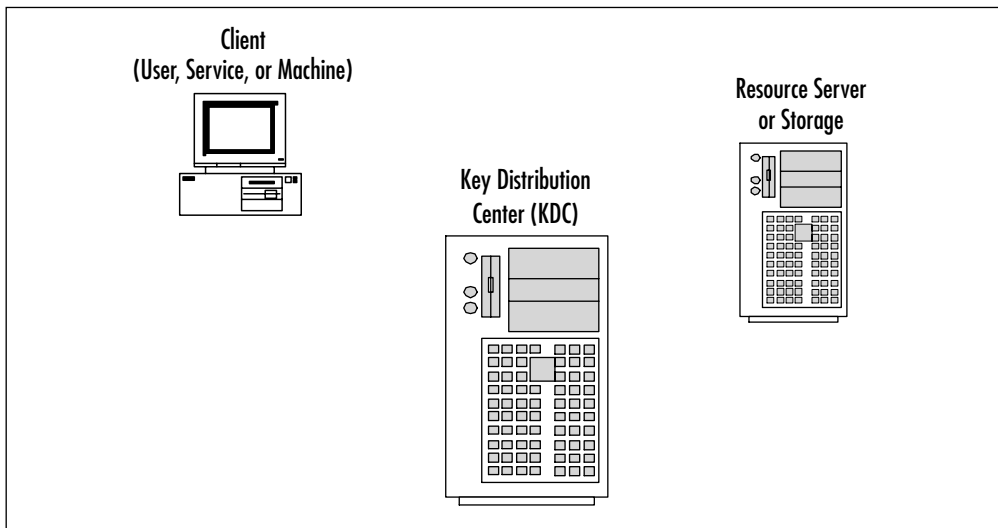 Client
(User, Service, or Machine)
Resource Server
or Storage
Key Distribution
Center (KDC)